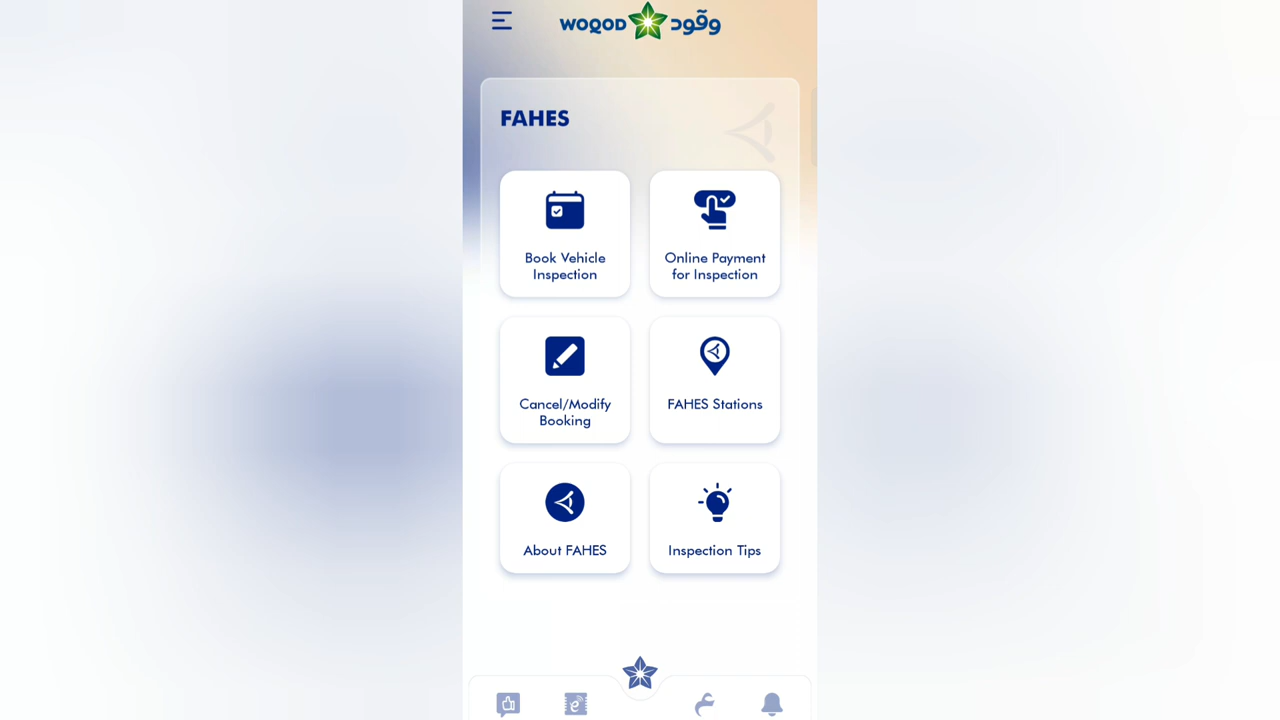 WOQOD وقود
FAHES
Book Vehicle
Inspection
Online Payment
for Inspection
Cancel/Modify
Booking
FAHES Stations
About FAHES
Inspection Tips
e
ع